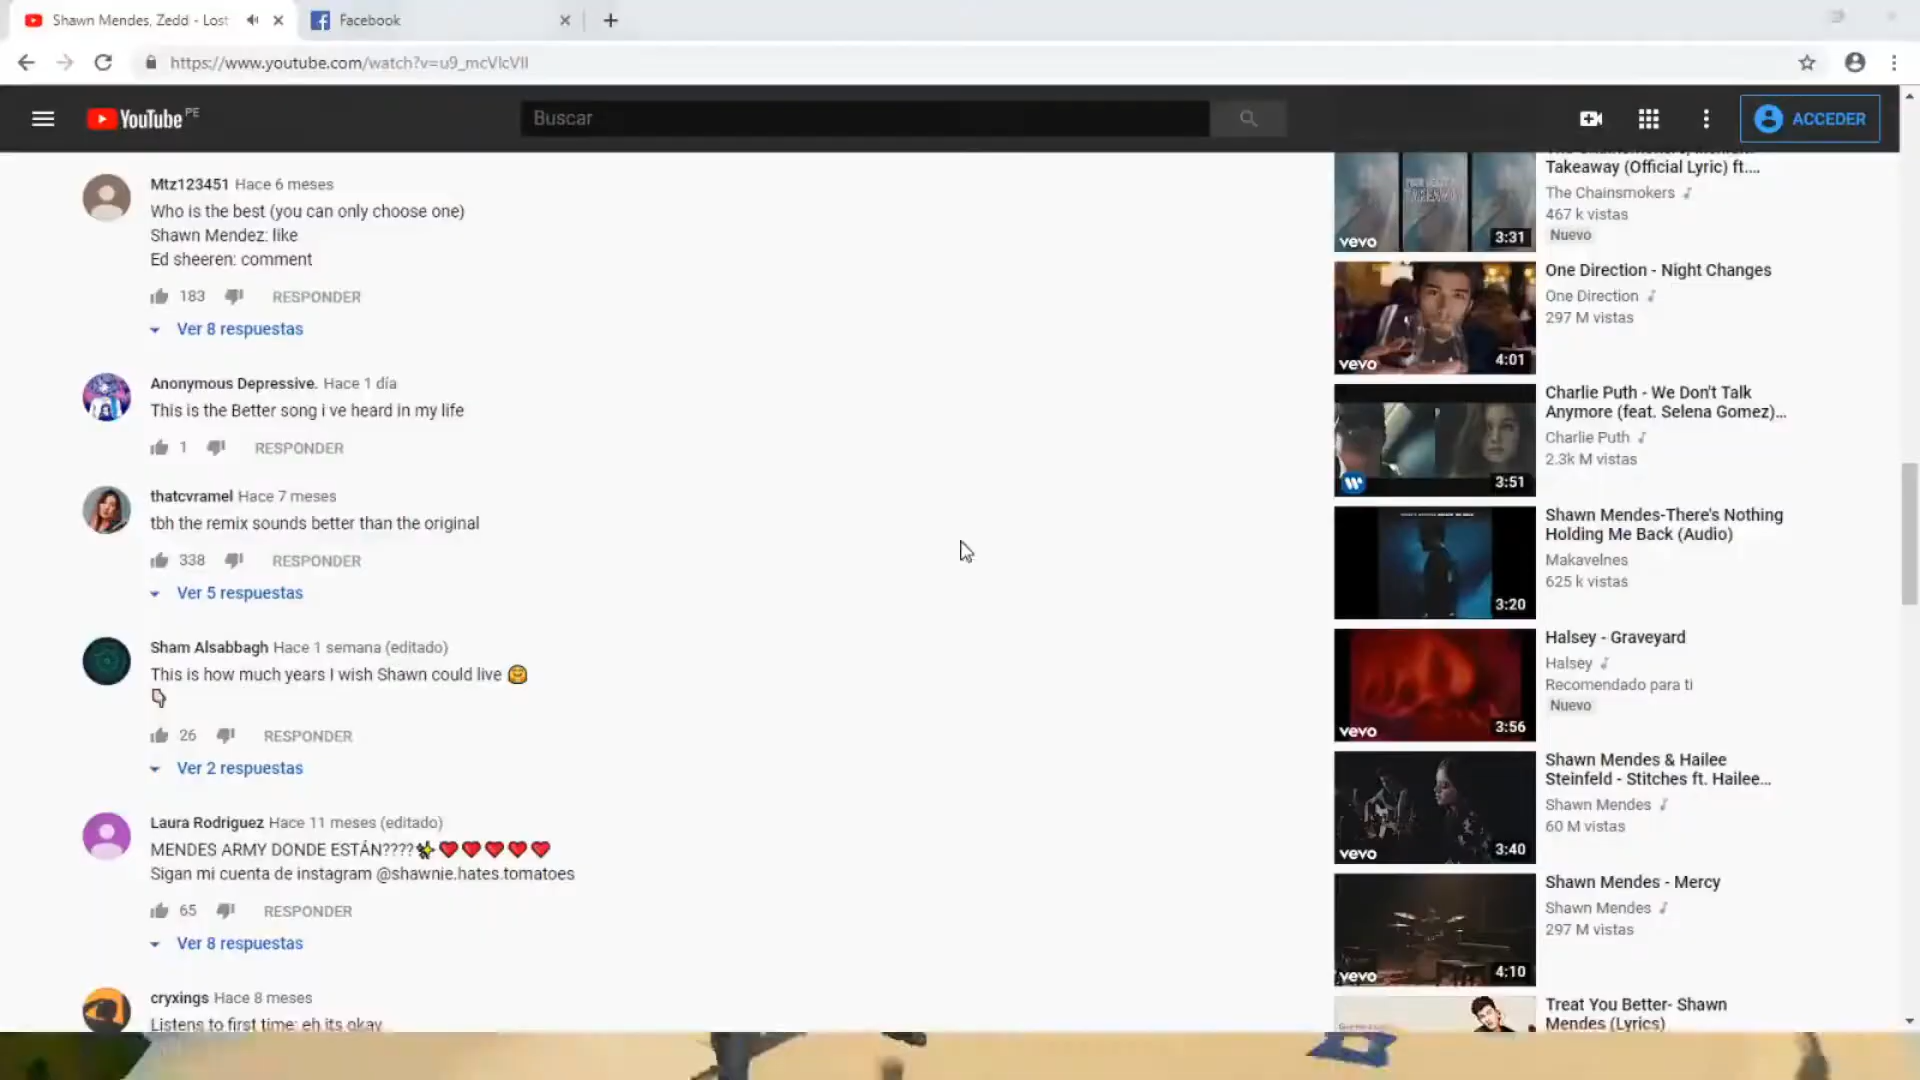 Shawn Mendes, Zedd - Lost
Facebook
https://www.youtube.com/watch?v=u9_mcVlcVlI
YouTube PE
Buscar
ACCEDER
Mtz123451 Hace 6 meses
Who is the best (you can only choose one)
Shawn Mendez: like
Ed sheeren: comment
183 RESPONDER
Ver 8 respuestas
Anonymous Depressive. Hace 1 día
This is the Better song i ve heard in my life
1 RESPONDER
thatcvramel Hace 7 meses
tbh the remix sounds better than the original
338 RESPONDER
Ver 5 respuestas
Sham Alsabbagh Hace 1 semana (editado)
This is how much years I wish Shawn could live 🤗
👇
26 RESPONDER
Ver 2 respuestas
Laura Rodriguez Hace 11 meses (editado)
MENDES ARMY DONDE ESTÁN????✨❤❤❤❤❤
Sigan mi cuenta de instagram @shawnie.hates.tomatoes
65 RESPONDER
Ver 8 respuestas
cryxings Hace 8 meses
Listens to first time: eh its okay
Takeaway (Official Lyric) ft....
The Chainsmokers
467 k vistas
Nuevo
vevo 3:31
One Direction - Night Changes
One Direction
297 M vistas
vevo 4:01
Charlie Puth - We Don't Talk
Anymore (feat. Selena Gomez)...
Charlie Puth
2.3k M vistas
3:51
Shawn Mendes-There's Nothing
Holding Me Back (Audio)
Makavelnes
625 k vistas
3:20
Halsey - Graveyard
Halsey
Recomendado para ti
Nuevo
vevo 3:56
Shawn Mendes & Hailee
Steinfeld - Stitches ft. Hailee...
Shawn Mendes
60 M vistas
vevo 3:40
Shawn Mendes - Mercy
Shawn Mendes
297 M vistas
vevo 4:10
Treat You Better- Shawn
Mendes (Lyrics)